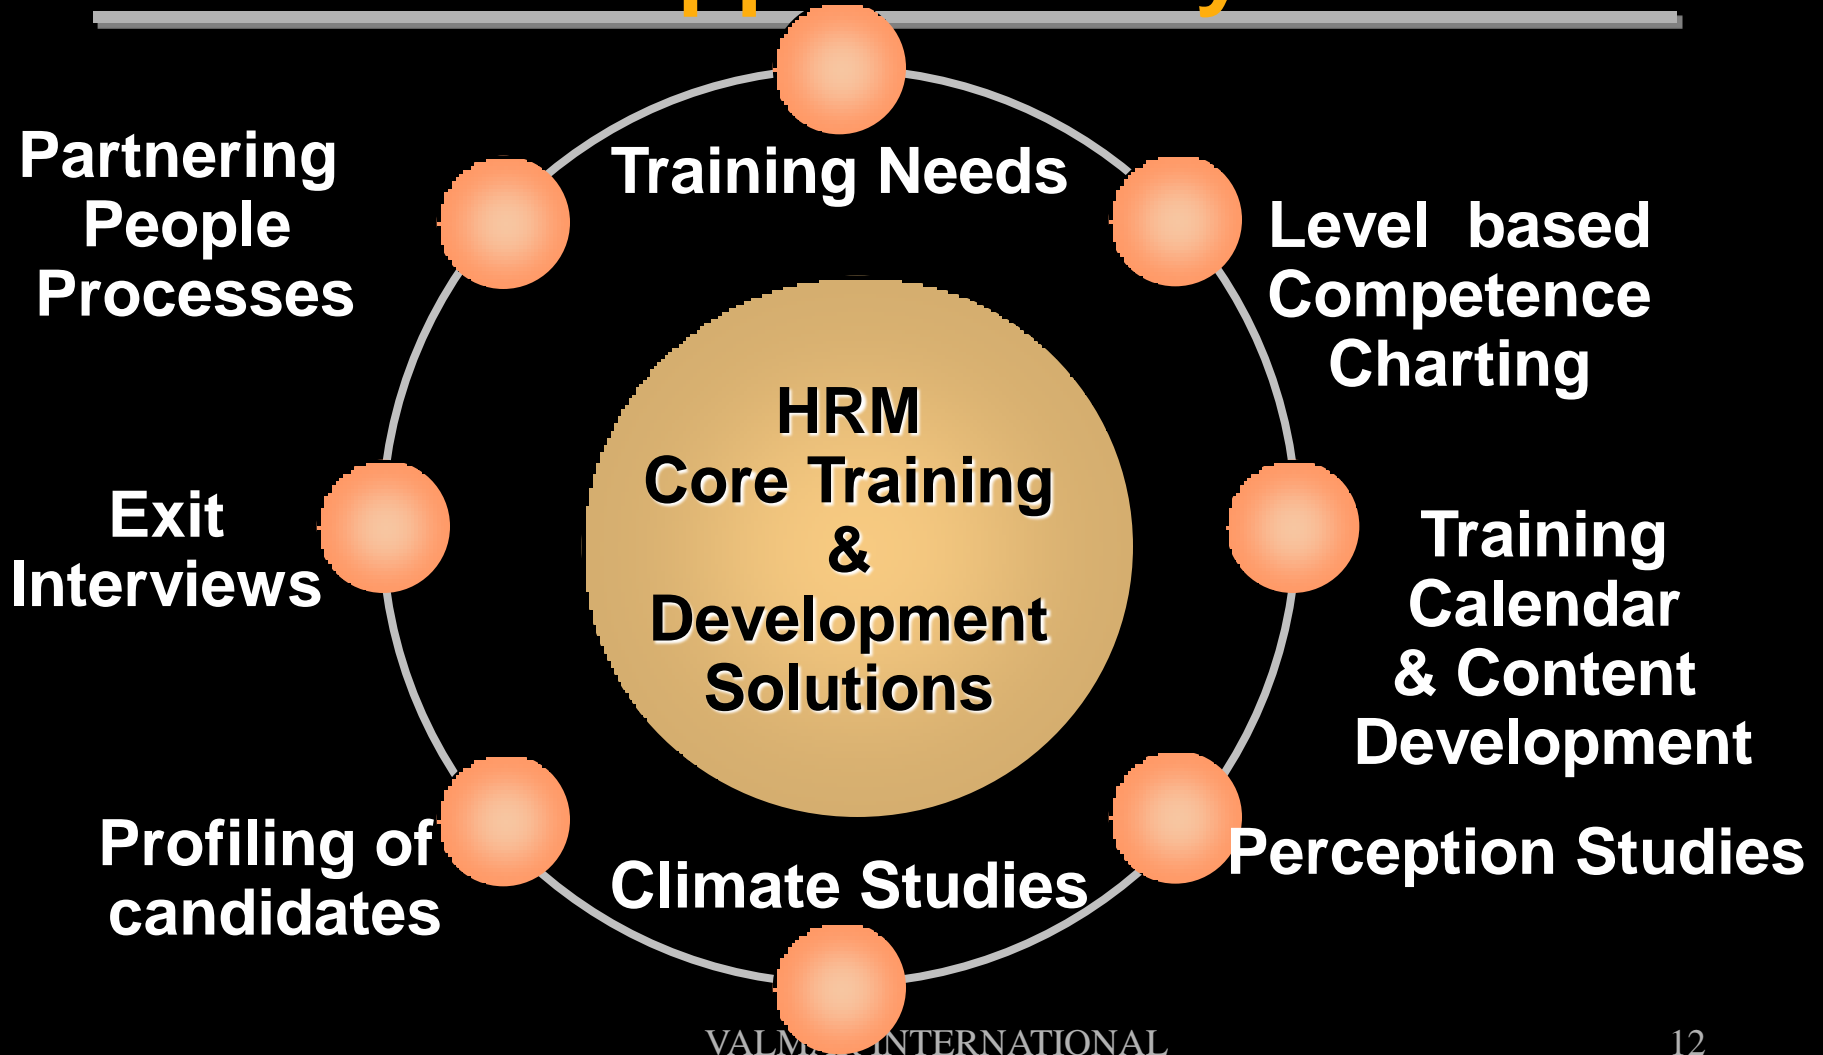 Training Needs
Level based
Competence
Charting
Training
Calendar
& Content
Development
Perception Studies
Climate Studies
Profiling of
candidates
Exit
Interviews
Partnering
People
Processes
HRM
Core Training
&
Development
Solutions
INTERNATIONAL
12